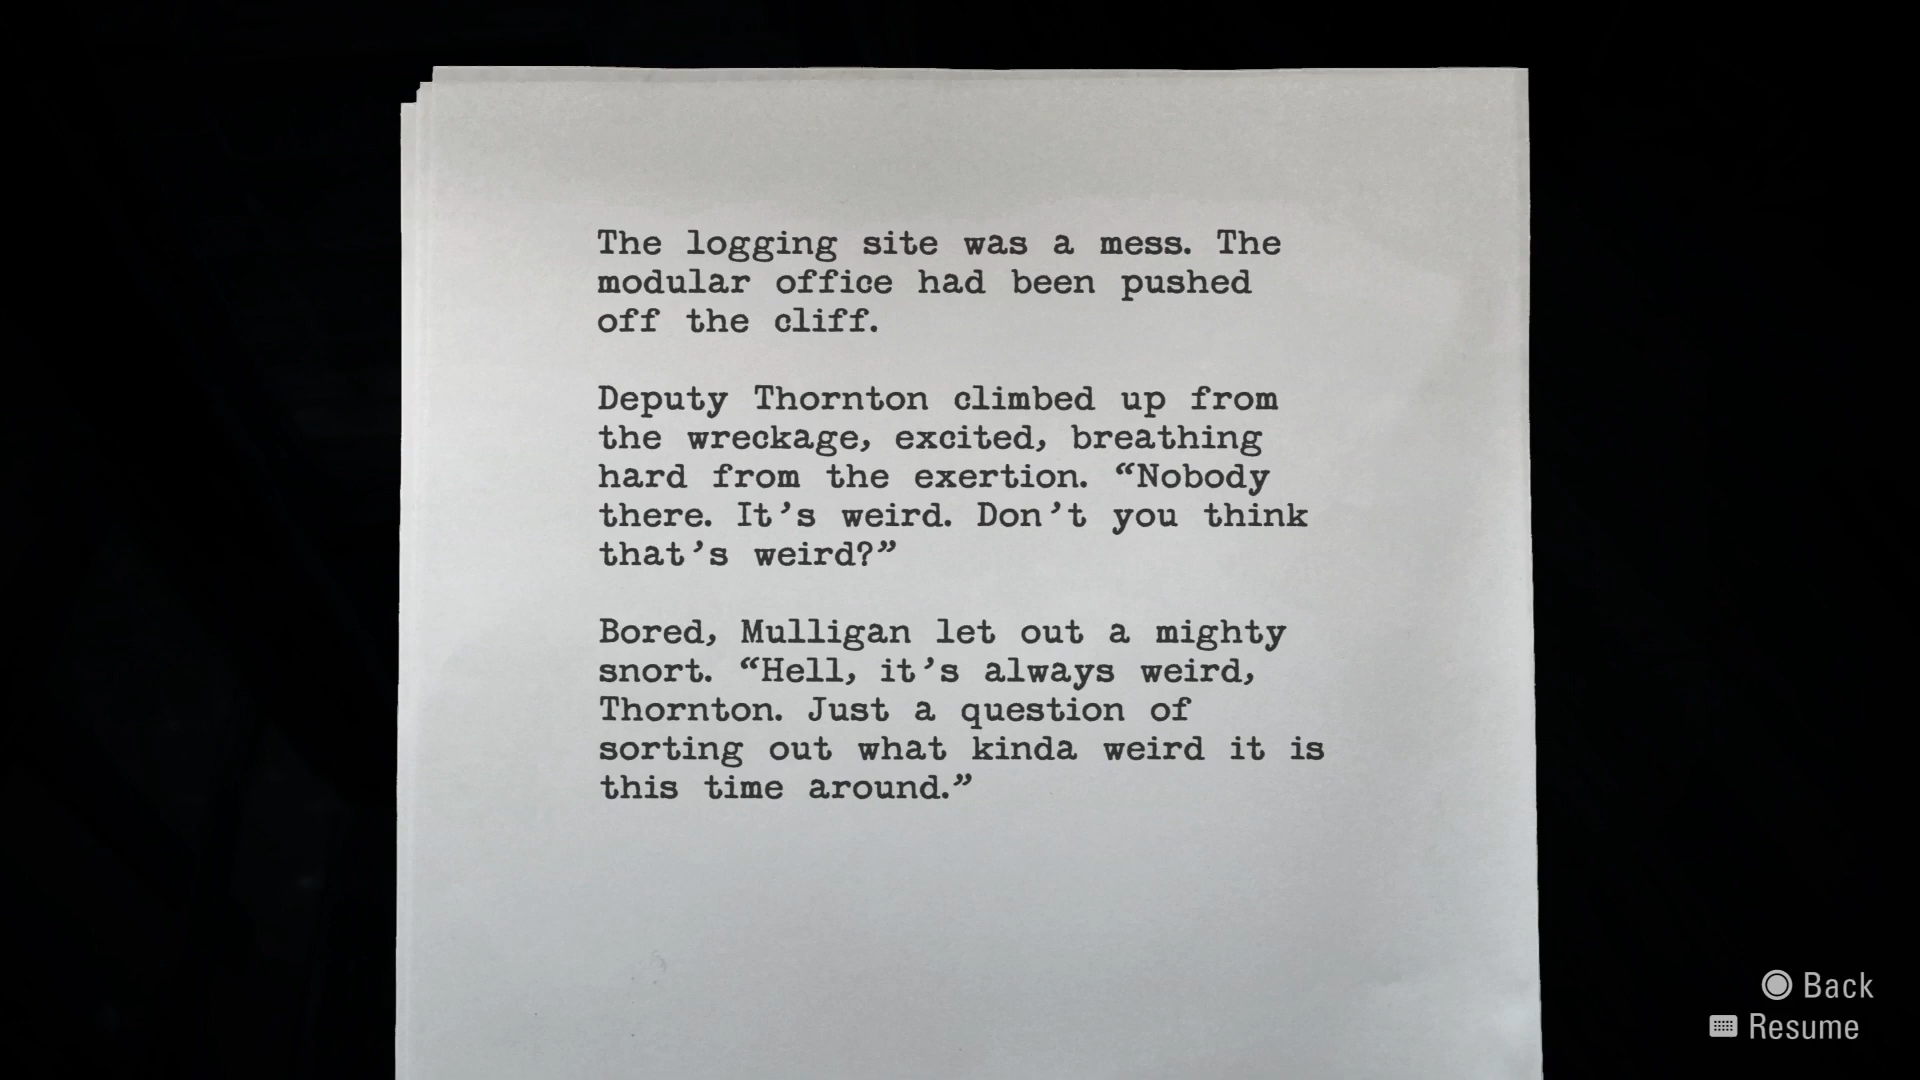 The logging site was a mess. The
modular office had been pushed
off the cliff.
Deputy Thornton climbed up from
the wreckage, excited, breathing
hard from the exertion. “Nobody
there. It’s weird. Don’t you think
that’s weird?”
Bored, Mulligan let out a mighty
snort. “Hell, it’s always weird,
Thornton. Just a question of
sorting out what kinda weird it is
this time around.”
Back
Resume